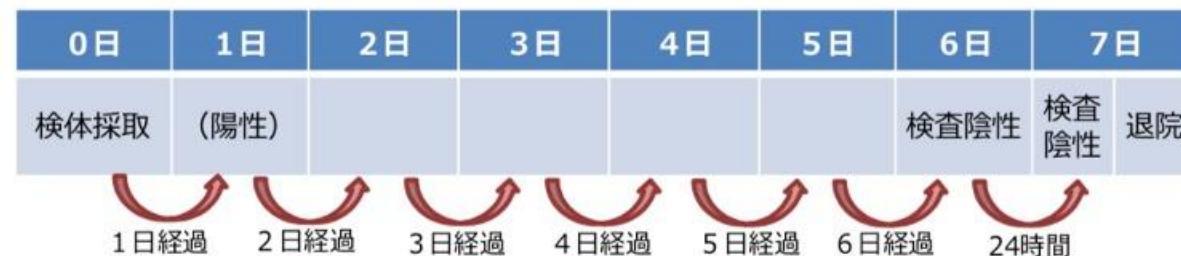 0日 1日 2日 3日 4日 5日 6日 7日
検体採取 （陽性） 検査陰性 検査 退院
陰性
1日経過 2日経過 3日経過 4日経過 5日経過 6日経過 24時間